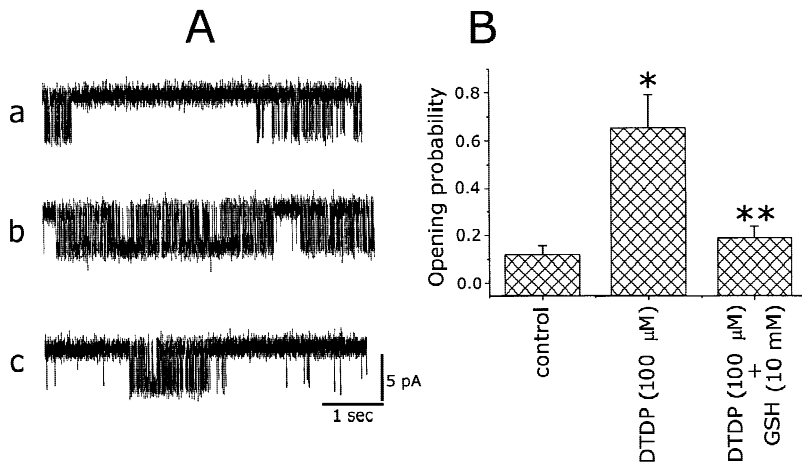 A
B
a
b
c
5 pA
1 sec
Opening probability
0.8
0.6
0.4
0.2
0.0
*
**
control
DTDP (100 µM)
DTDP (100 µM)
+
GSH (10 mM)